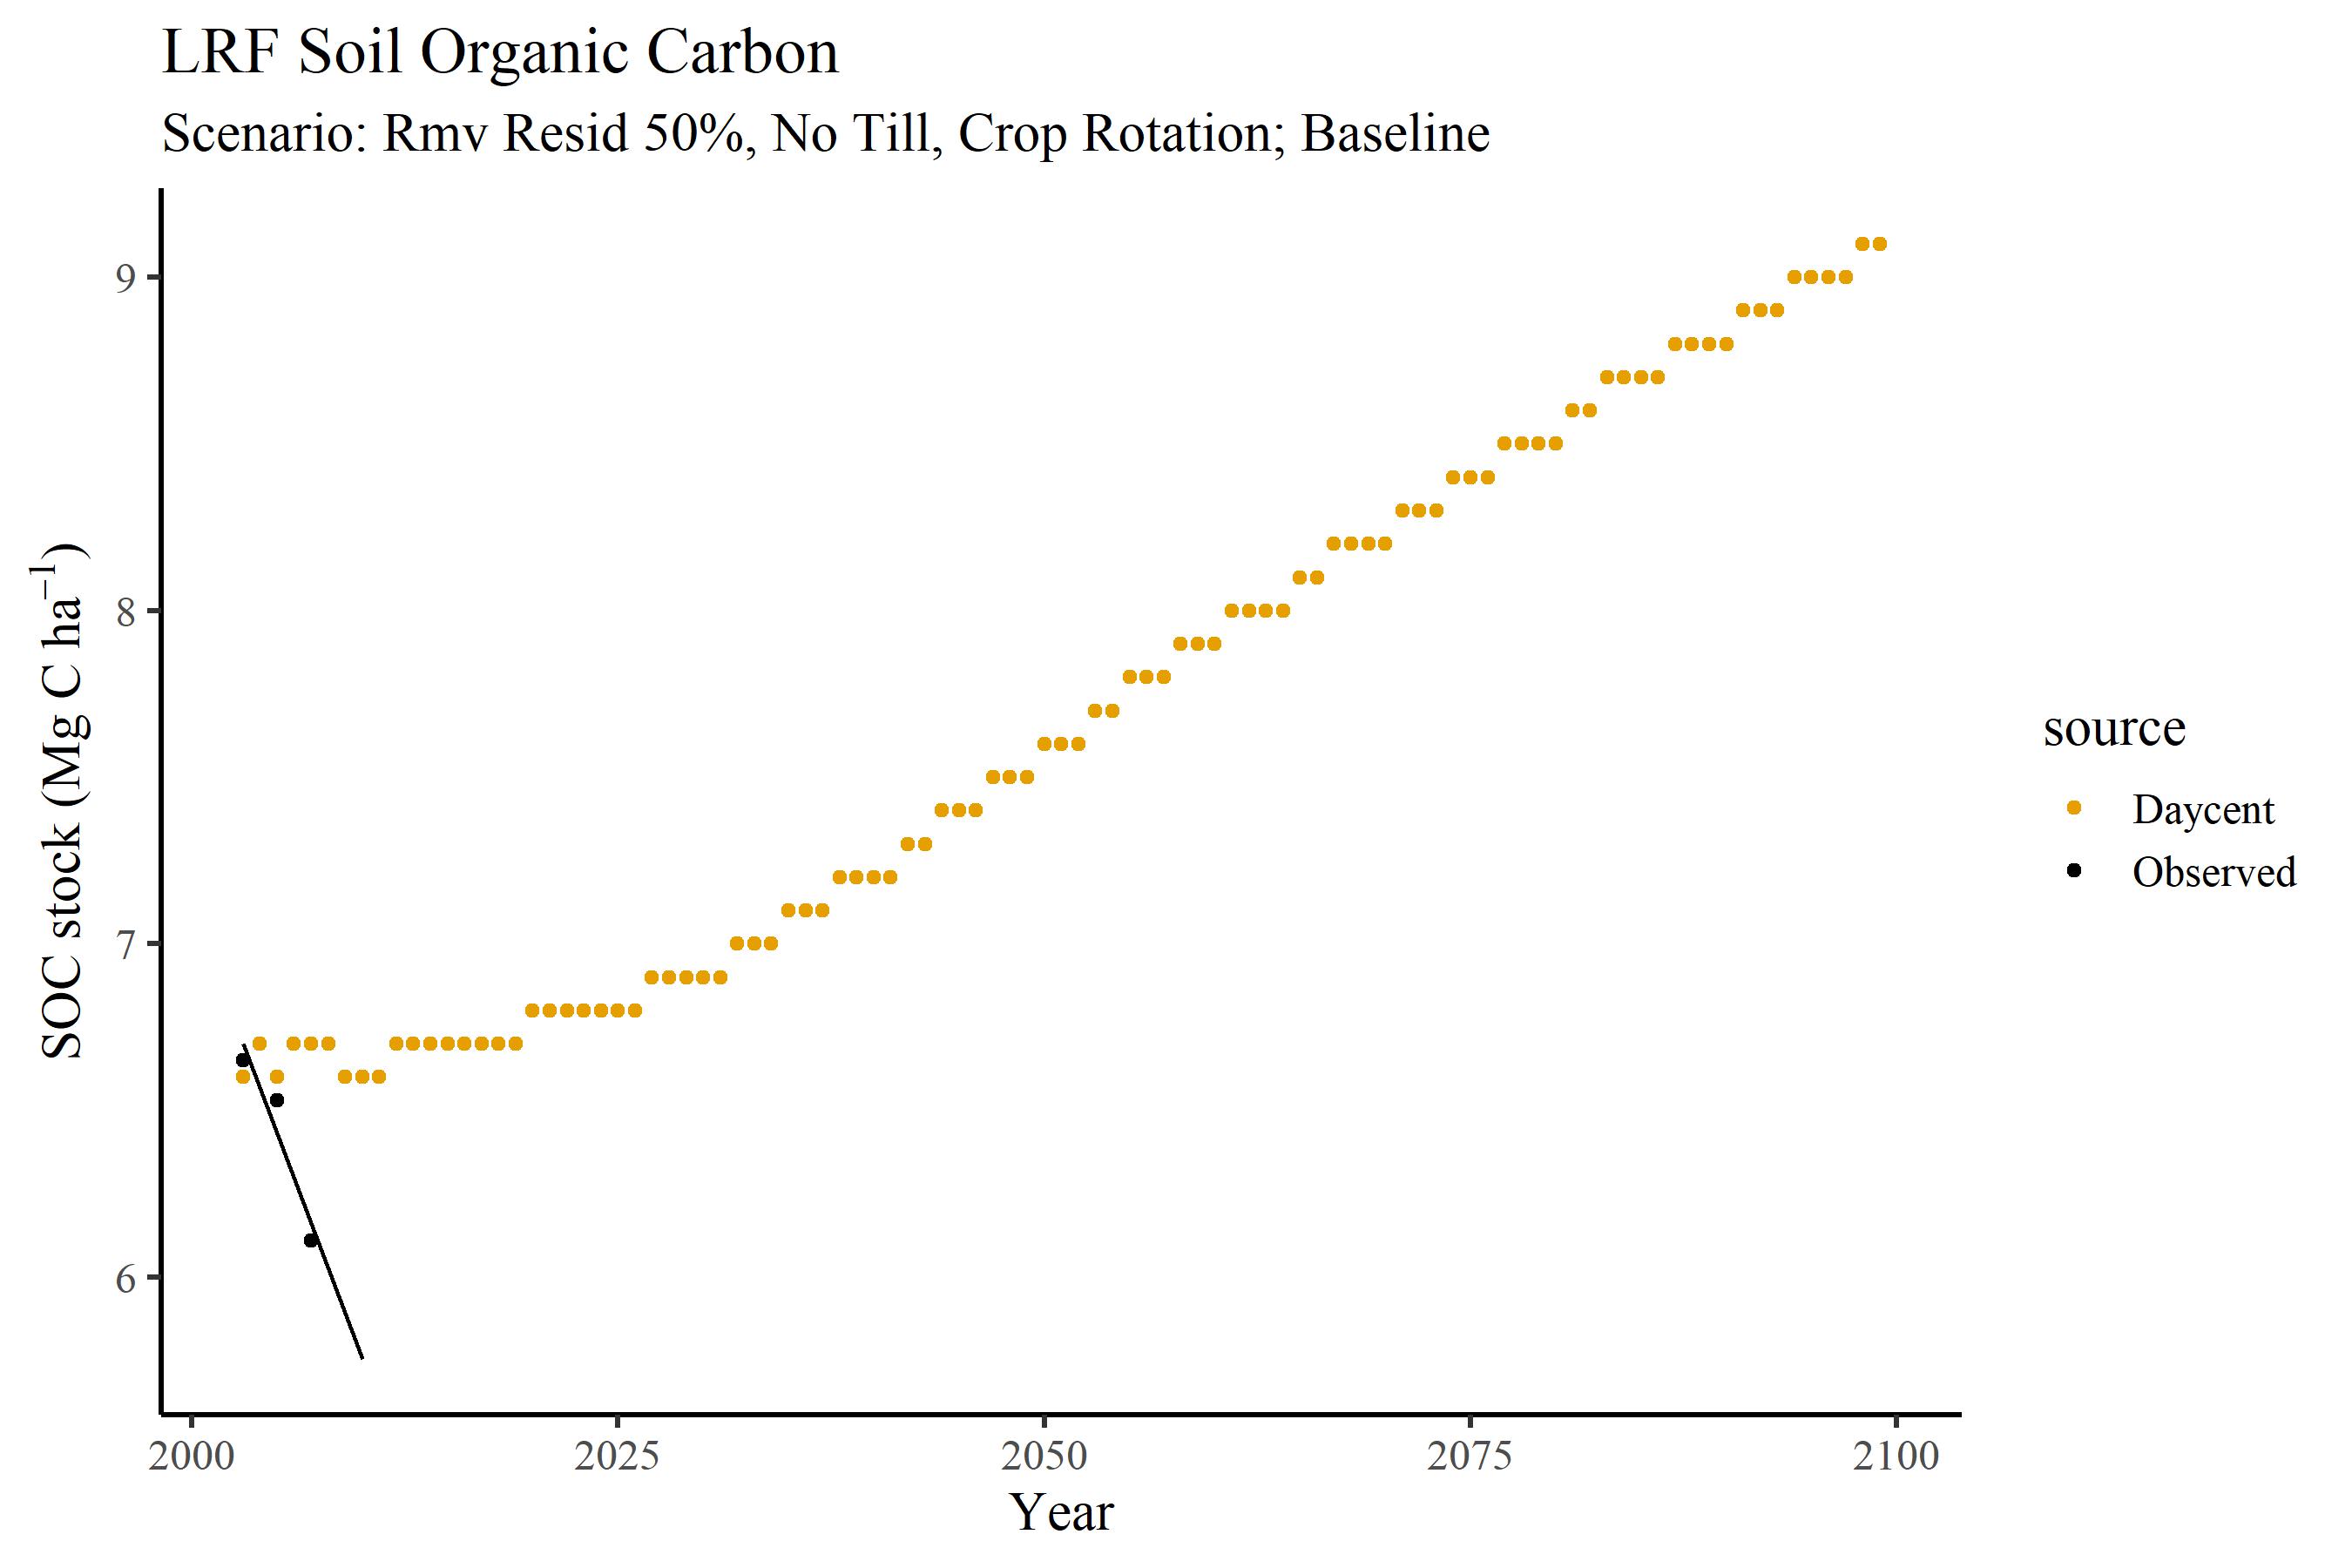 LRF Soil Organic Carbon
Scenario: Rmv Resid 50%, No Till, Crop Rotation; Baseline
SOC stock (Mg C ha⁻¹)
9
8
7
6
2000 2025 2050 2075 2100
Year
source
Daycent
Observed